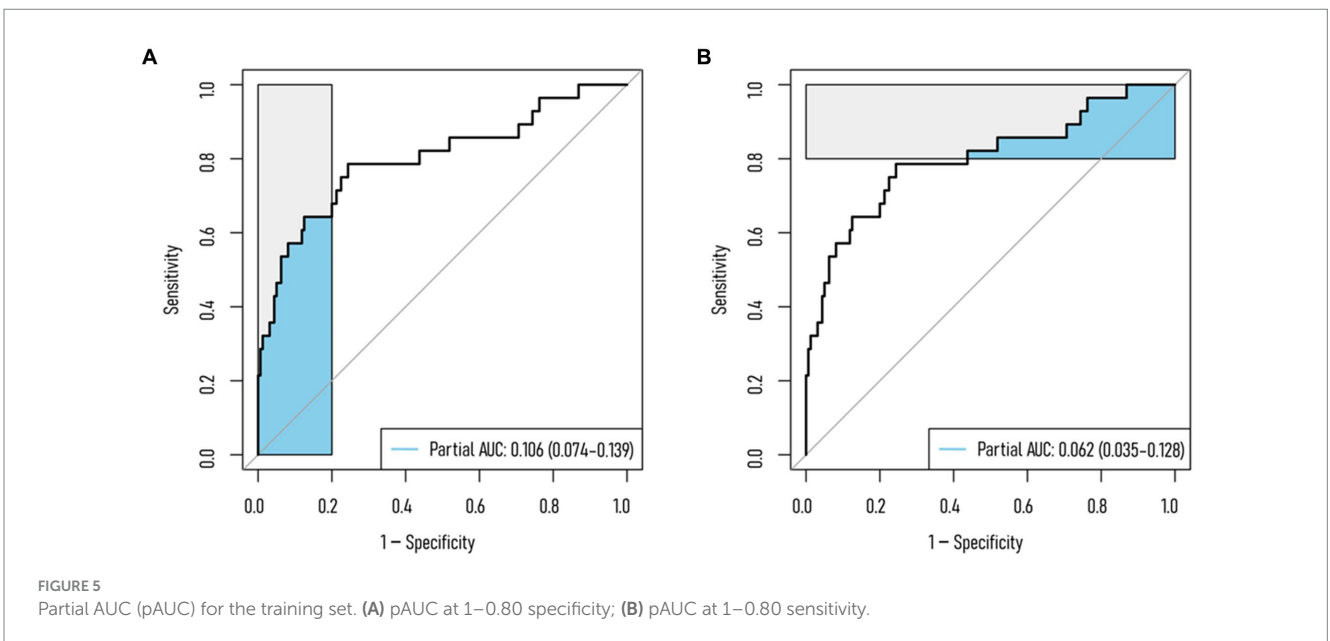 A
B
1.0
0.8
0.6
0.4
0.2
0.0
Sensitivity
Partial AUC: 0.106 (0.074–0.139)
0.0 0.2 0.4 0.6 0.8 1.0
1 – Specificity
1.0
0.8
0.6
0.4
0.2
0.0
Sensitivity
Partial AUC: 0.062 (0.035–0.128)
0.0 0.2 0.4 0.6 0.8 1.0
1 – Specificity
FIGURE 5
Partial AUC (pAUC) for the training set. (A) pAUC at 1–0.80 specificity; (B) pAUC at 1–0.80 sensitivity.